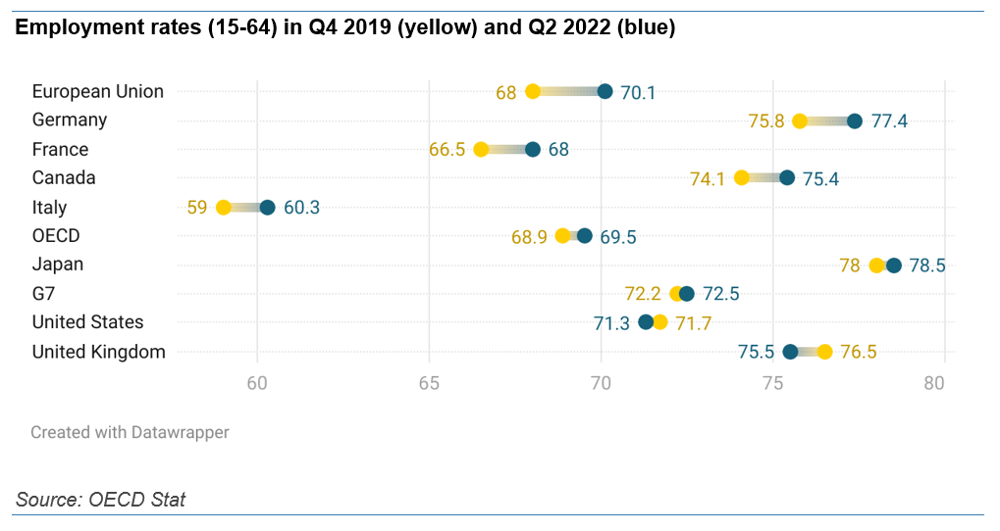 Employment rates (15-64) in Q4 2019 (yellow) and Q2 2022 (blue)
European Union 68 70.1
Germany 75.8 77.4
France 66.5 68
Canada 74.1 75.4
Italy 59 60.3
OECD 68.9 69.5
Japan 78 78.5
G7 72.2 72.5
United States 71.3 71.7
United Kingdom 75.5 76.5
60 65 70 75 80
Created with Datawrapper
Source: OECD Stat